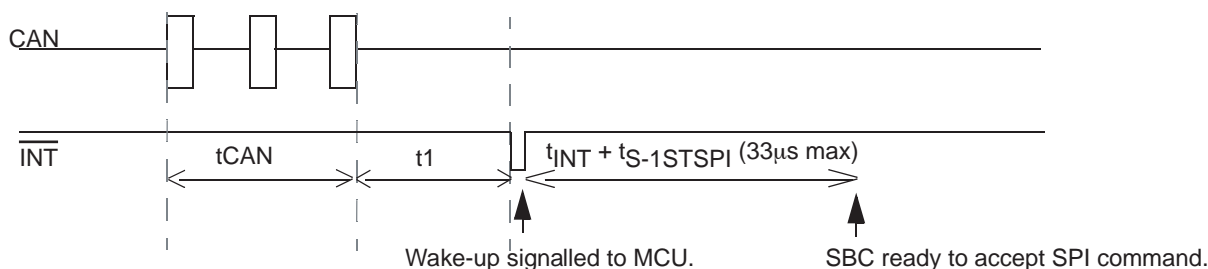 CAN
INT
tCAN
t1
tINT + tS-1STSPI (33µs max)
Wake-up signalled to MCU.
SBC ready to accept SPI command.